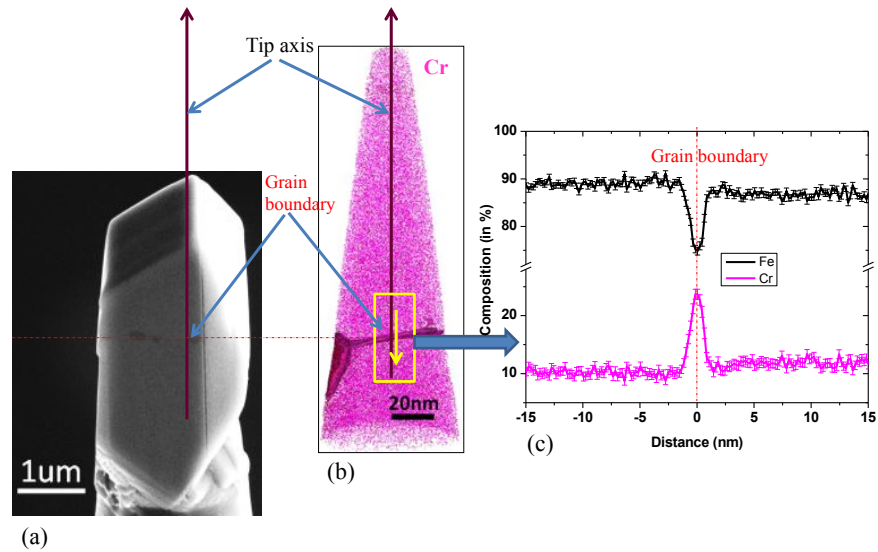 Tip axis
Cr
Grain
boundary
1um
(a)
20nm
(b)
Grain boundary
Fe
Cr
Composition (in %)
100
90
80
20
10
-15
-10
-5
0
5
10
15
Distance (nm)
(c)